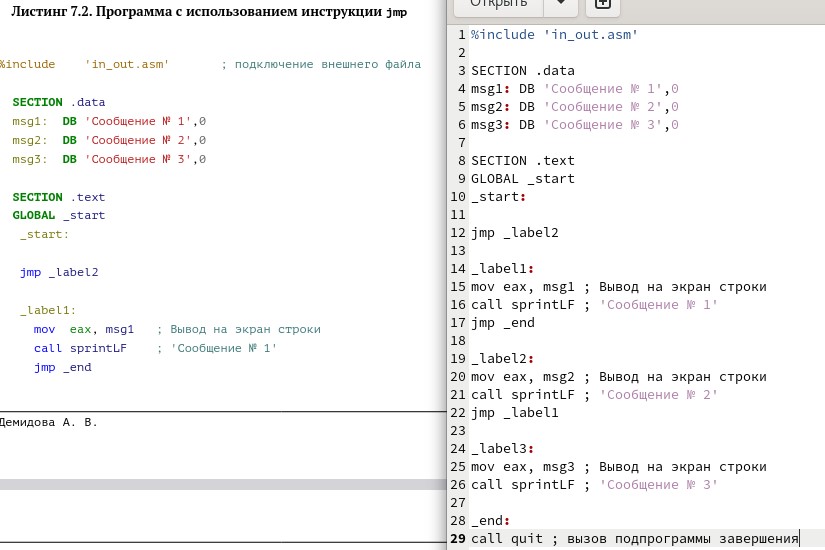 Листинг 7.2. Программа с использованием инструкции jmp
%include 'in_out.asm' ; подключение внешнего файла
SECTION .data
msg1: DB 'Сообщение № 1',0
msg2: DB 'Сообщение № 2',0
msg3: DB 'Сообщение № 3',0
SECTION .text
GLOBAL _start
_start:
jmp _label2
_label1:
mov eax, msg1 ; Вывод на экран строки
call sprintLF ; 'Сообщение № 1'
jmp _end
Демидова А. В.
Открыть
1 %include 'in_out.asm'
2
3 SECTION .data
4 msg1: DB 'Сообщение № 1',0
5 msg2: DB 'Сообщение № 2',0
6 msg3: DB 'Сообщение № 3',0
7
8 SECTION .text
9 GLOBAL _start
10 _start:
11
12 jmp _label2
13
14 _label1:
15 mov eax, msg1 ; Вывод на экран строки
16 call sprintLF ; 'Сообщение № 1'
17 jmp _end
18
19 _label2:
20 mov eax, msg2 ; Вывод на экран строки
21 call sprintLF ; 'Сообщение № 2'
22 jmp _label1
23
24 _label3:
25 mov eax, msg3 ; Вывод на экран строки
26 call sprintLF ; 'Сообщение № 3'
27
28 _end:
29 call quit ; вызов подпрограммы завершения